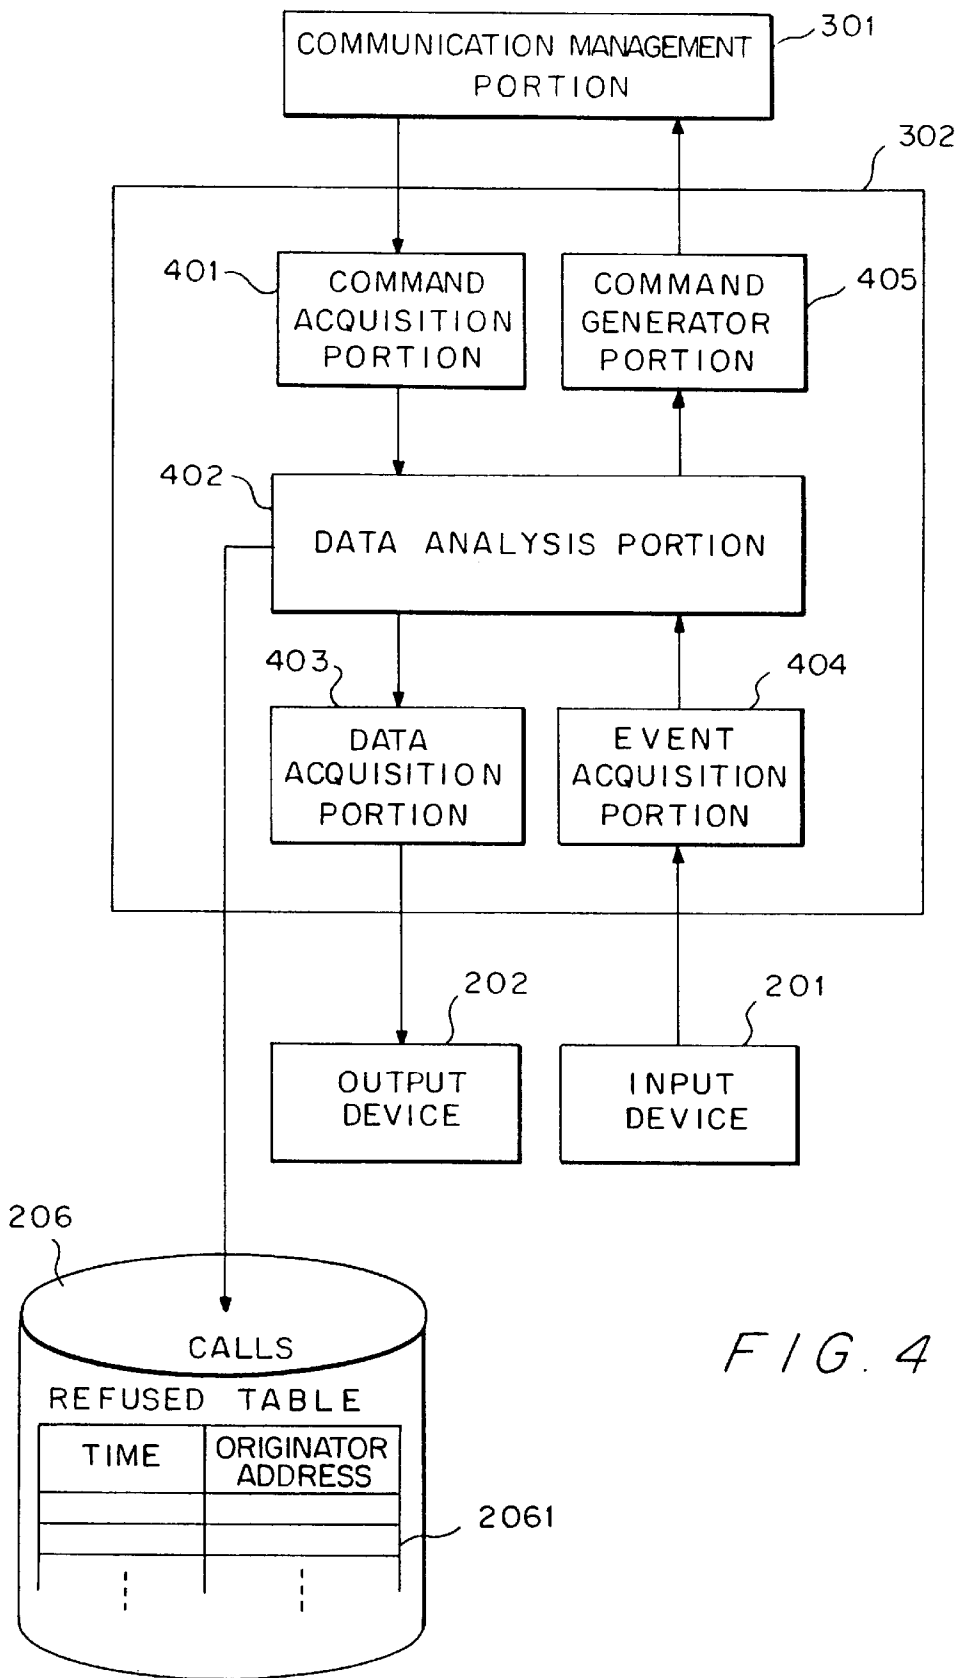 COMMUNICATION MANAGEMENT
PORTION
301
302
401
COMMAND
ACQUISITION
PORTION
COMMAND
GENERATOR
PORTION
405
402
DATA ANALYSIS PORTION
403
DATA
ACQUISITION
PORTION
404
EVENT
ACQUISITION
PORTION
202
OUTPUT
DEVICE
201
INPUT
DEVICE
206
CALLS
REFUSED TABLE
TIME
ORIGINATOR
ADDRESS
2061
FIG. 4